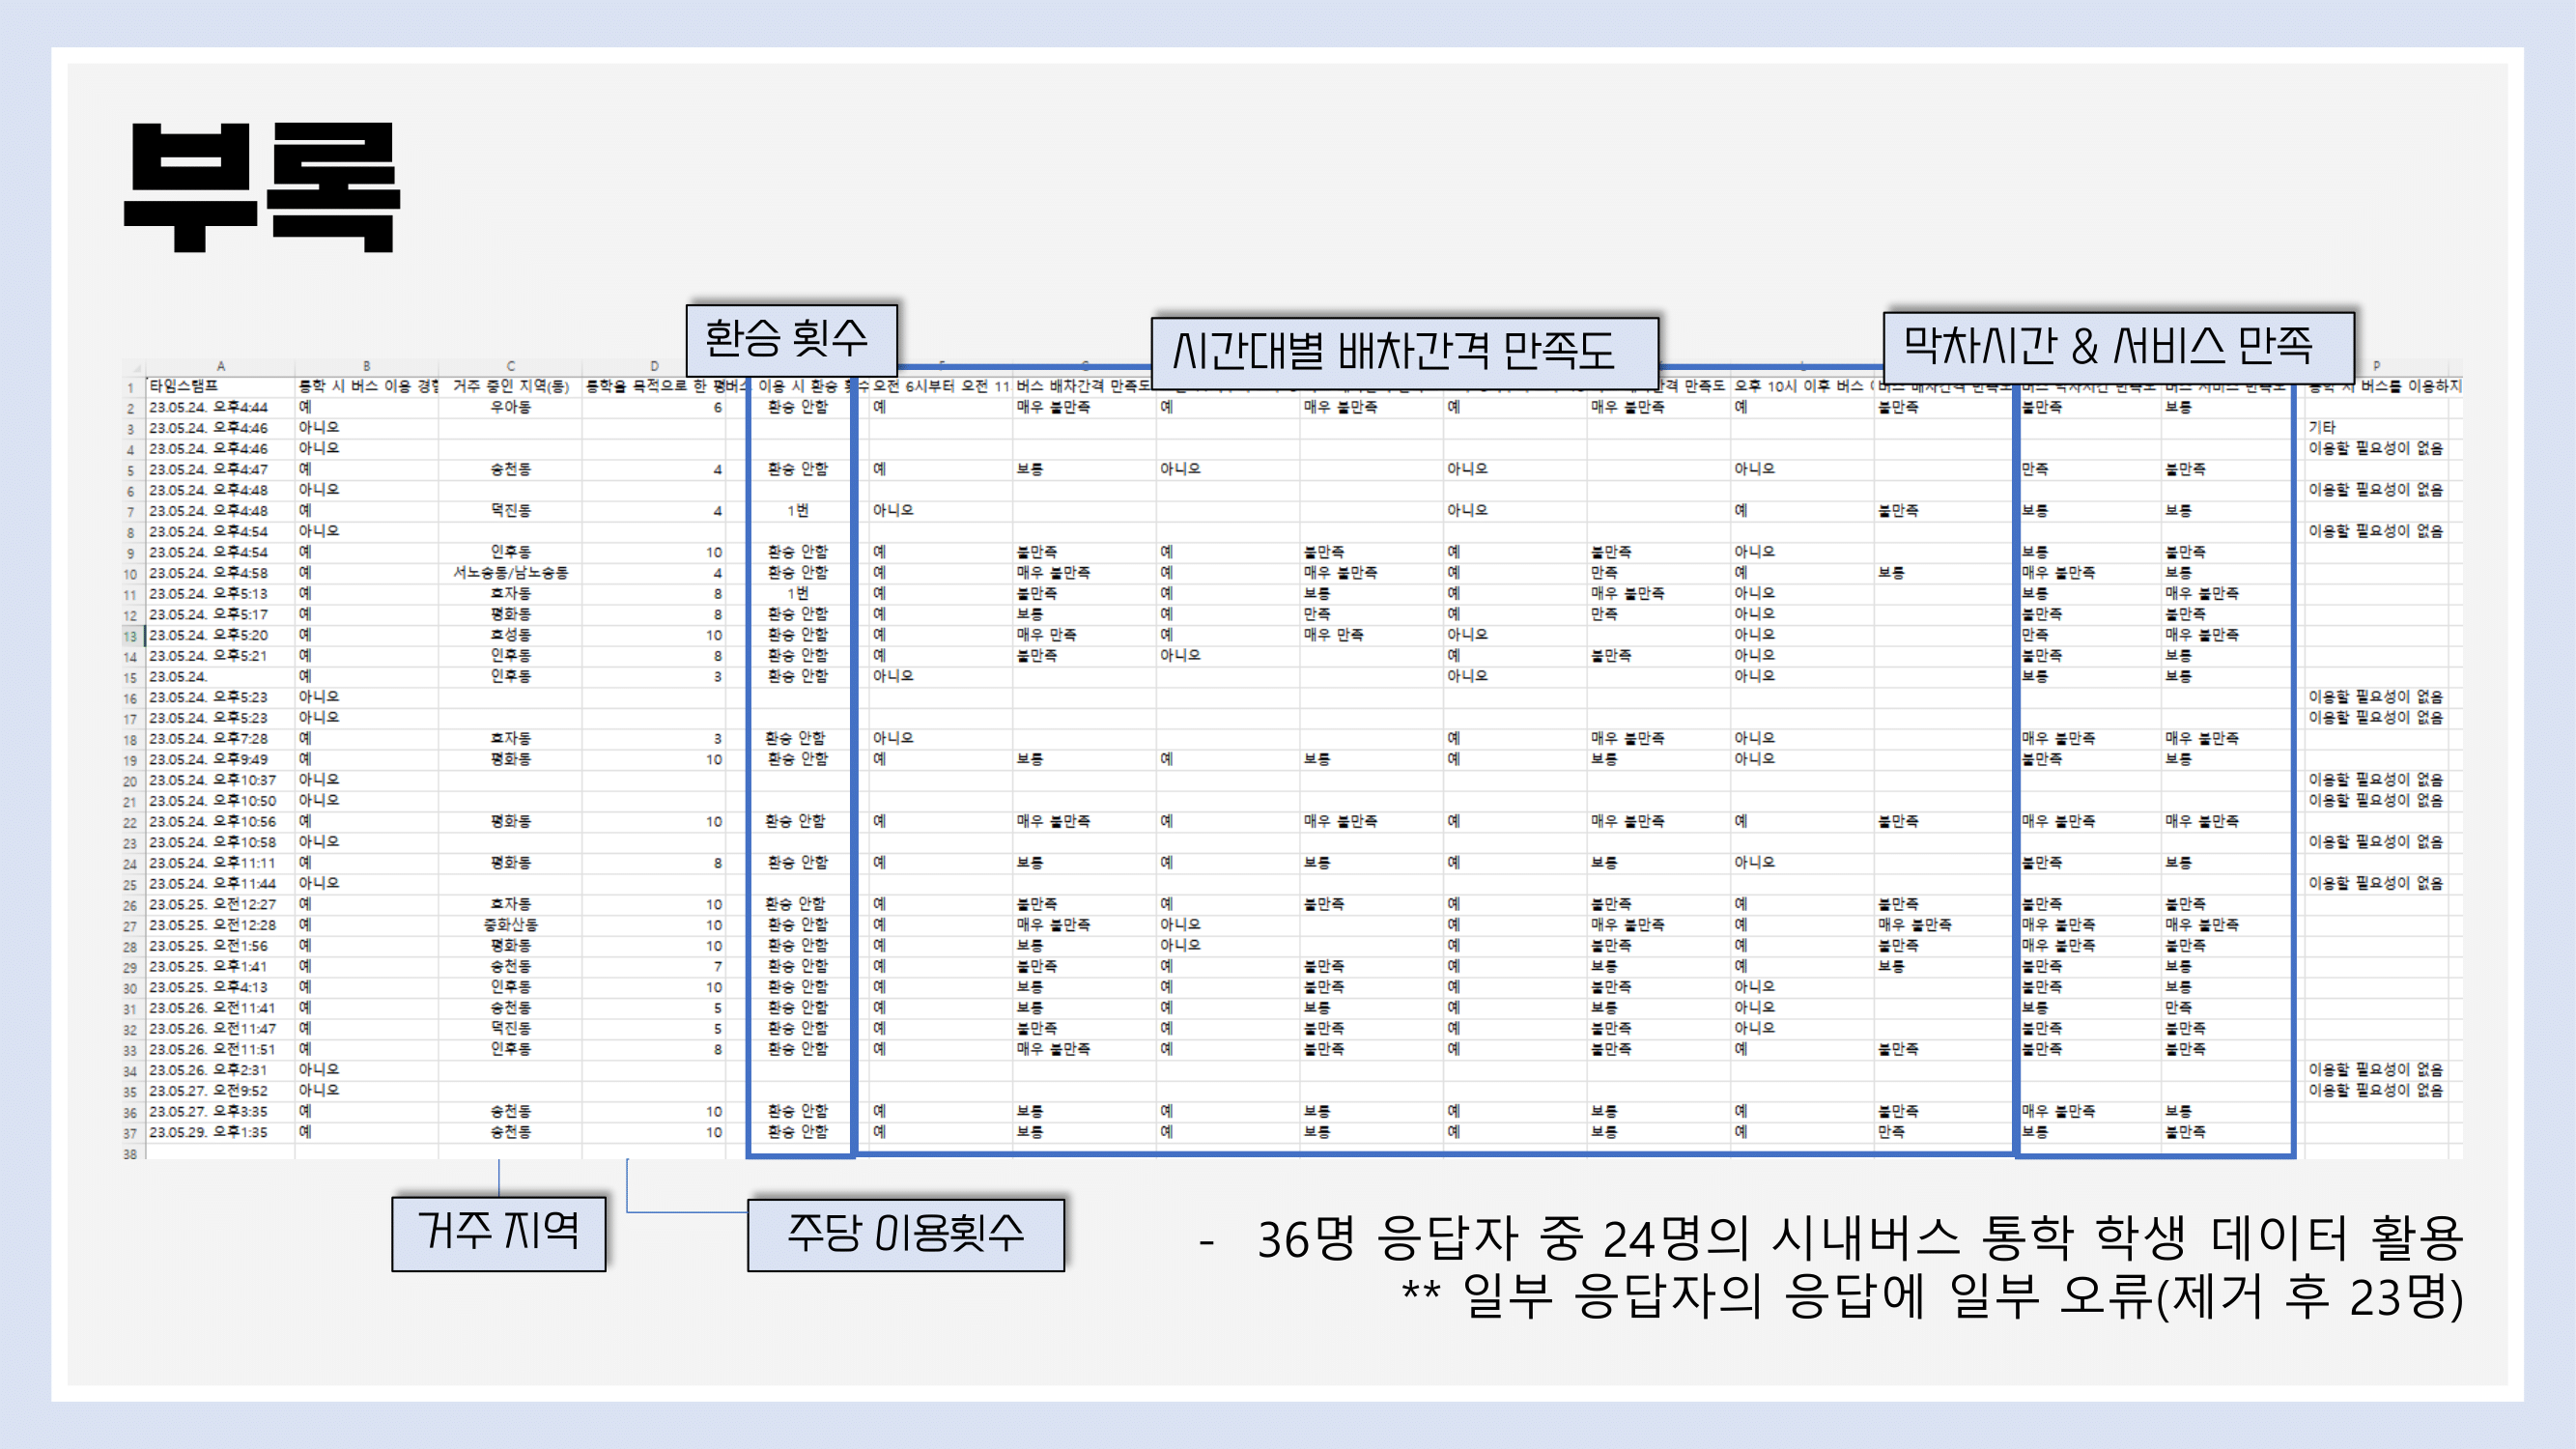 부록
환승 횟수
시간대별 배차간격 만족도
막차시간 & 서비스 만족
A B C D P
1 타임스탬프 통학 시 버스 이용 경험 거주 중인 지역(동) 통학을 목적으로 한 평 버스 이용 시 환승 횟수 오전 6시부터 오전 11 버스 배차간격 만족도 간격 만족도 오후 10시 이후 버스 버스 배차간격 만족도 버스 막차시간 만족도 버스 서비스 만족도 통학 시 버스를 이용하지
2 23.05.24. 오후4:44 예 우아동 6 환승 안함 예 매우 불만족 예 매우 불만족 예 매우 불만족 예 불만족 불만족 보통
3 23.05.24. 오후4:46 아니오 기타
4 23.05.24. 오후4:46 아니오 이용할 필요성이 없음
5 23.05.24. 오후4:47 예 송천동 4 환승 안함 예 보통 아니오 아니오 아니오 만족 불만족
6 23.05.24. 오후4:48 아니오 이용할 필요성이 없음
7 23.05.24. 오후4:48 예 덕진동 4 1번 아니오 아니오 예 불만족 보통 보통
8 23.05.24. 오후4:54 아니오 이용할 필요성이 없음
9 23.05.24. 오후4:54 예 인후동 10 환승 안함 예 불만족 예 불만족 예 불만족 아니오 보통 불만족
10 23.05.24. 오후4:58 예 서노송동/남노송동 4 환승 안함 예 매우 불만족 예 매우 불만족 예 만족 예 보통 매우 불만족 보통
11 23.05.24. 오후5:13 예 효자동 8 1번 예 불만족 예 보통 예 매우 불만족 아니오 보통 매우 불만족
12 23.05.24. 오후5:17 예 평화동 8 환승 안함 예 보통 예 만족 예 만족 아니오 불만족 불만족
13 23.05.24. 오후5:20 예 효성동 10 환승 안함 예 매우 만족 예 매우 만족 아니오 아니오 만족 매우 불만족
14 23.05.24. 오후5:21 예 인후동 8 환승 안함 예 불만족 아니오 예 불만족 아니오 불만족 보통
15 23.05.24. 예 인후동 3 환승 안함 아니오 아니오 아니오 보통 보통
16 23.05.24. 오후5:23 아니오 이용할 필요성이 없음
17 23.05.24. 오후5:23 아니오 이용할 필요성이 없음
18 23.05.24. 오후7:28 예 효자동 3 환승 안함 아니오 예 매우 불만족 아니오 매우 불만족 매우 불만족
19 23.05.24. 오후9:49 예 평화동 10 환승 안함 예 보통 예 보통 예 보통 아니오 불만족 보통
20 23.05.24. 오후10:37 아니오 이용할 필요성이 없음
21 23.05.24. 오후10:50 아니오 이용할 필요성이 없음
22 23.05.24. 오후10:56 예 평화동 10 환승 안함 예 매우 불만족 예 매우 불만족 예 매우 불만족 예 불만족 매우 불만족 매우 불만족
23 23.05.24. 오후10:58 아니오 이용할 필요성이 없음
24 23.05.24. 오후11:11 예 평화동 8 환승 안함 예 보통 예 보통 예 보통 아니오 불만족 보통
25 23.05.24. 오후11:44 아니오 이용할 필요성이 없음
26 23.05.25. 오전12:27 예 효자동 10 환승 안함 예 불만족 예 불만족 예 불만족 예 불만족 불만족 불만족
27 23.05.25. 오전12:28 예 중화산동 10 환승 안함 예 매우 불만족 아니오 예 매우 불만족 예 매우 불만족 매우 불만족 매우 불만족
28 23.05.25. 오전1:56 예 평화동 10 환승 안함 예 보통 아니오 예 불만족 예 불만족 매우 불만족 불만족
29 23.05.25. 오후1:41 예 송천동 7 환승 안함 예 불만족 예 불만족 예 보통 예 보통 불만족 보통
30 23.05.25. 오후4:13 예 인후동 10 환승 안함 예 보통 예 불만족 예 불만족 아니오 불만족 보통
31 23.05.26. 오전11:41 예 송천동 5 환승 안함 예 보통 예 보통 예 보통 아니오 보통 만족
32 23.05.26. 오전11:47 예 덕진동 5 환승 안함 예 불만족 예 불만족 예 불만족 아니오 불만족 불만족
33 23.05.26. 오전11:51 예 인후동 8 환승 안함 예 매우 불만족 예 불만족 예 불만족 예 불만족 불만족 불만족
34 23.05.26. 오후2:31 아니오 이용할 필요성이 없음
35 23.05.27. 오전9:52 아니오 이용할 필요성이 없음
36 23.05.27. 오후3:35 예 송천동 10 환승 안함 예 보통 예 보통 예 보통 예 불만족 매우 불만족 보통
37 23.05.29. 오후1:35 예 송천동 10 환승 안함 예 보통 예 보통 예 보통 예 만족 보통 불만족
38
거주 지역
주당 이용횟수
- 36명 응답자 중 24명의 시내버스 통학 학생 데이터 활용
** 일부 응답자의 응답에 일부 오류(제거 후 23명)